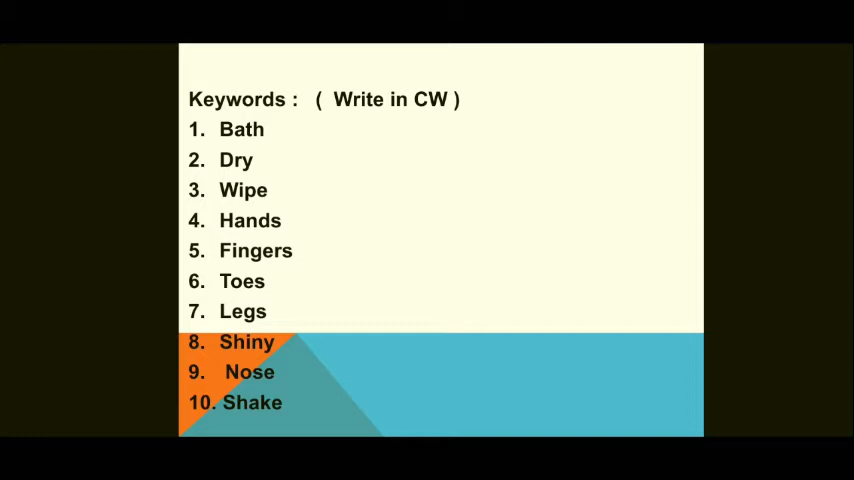 Keywords :   (  Write in CW )
1.  Bath
2.  Dry
3.  Wipe
4.  Hands
5.  Fingers
6.  Toes
7.  Legs
8.  Shiny
9.   Nose
10. Shake